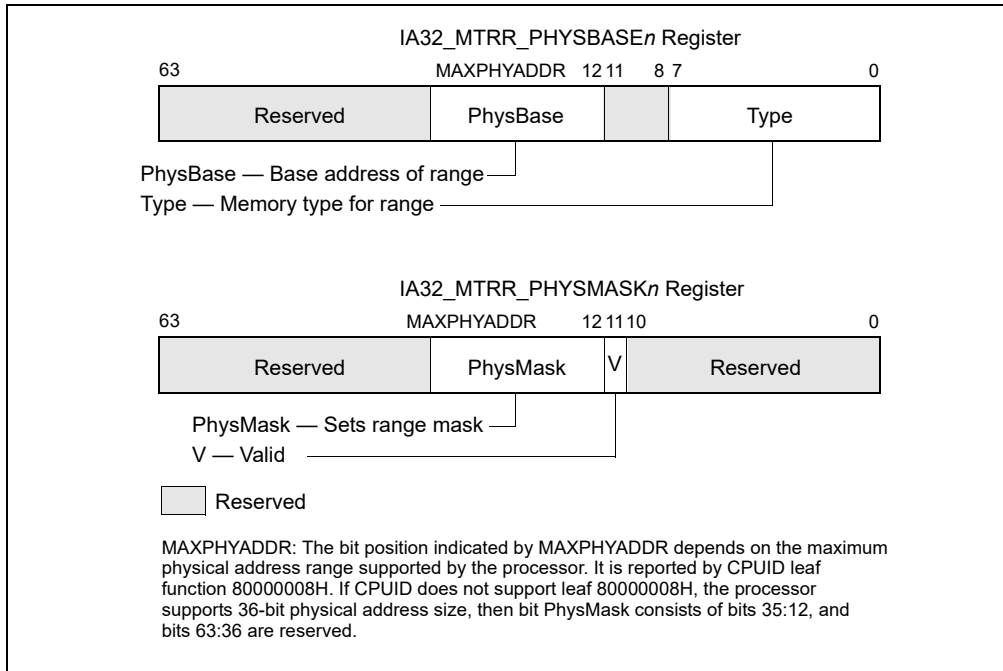 IA32_MTRR_PHYSBASEn Register
63 MAXPHYADDR 12 11 8 7 0
Reserved PhysBase Type
PhysBase — Base address of range
Type — Memory type for range
IA32_MTRR_PHYSMASKn Register
63 MAXPHYADDR 12 11 10 0
Reserved PhysMask V Reserved
PhysMask — Sets range mask
V — Valid
Reserved
MAXPHYADDR: The bit position indicated by MAXPHYADDR depends on the maximum
physical address range supported by the processor. It is reported by CPUID leaf
function 80000008H. If CPUID does not support leaf 80000008H, the processor
supports 36-bit physical address size, then bit PhysMask consists of bits 35:12, and
bits 63:36 are reserved.